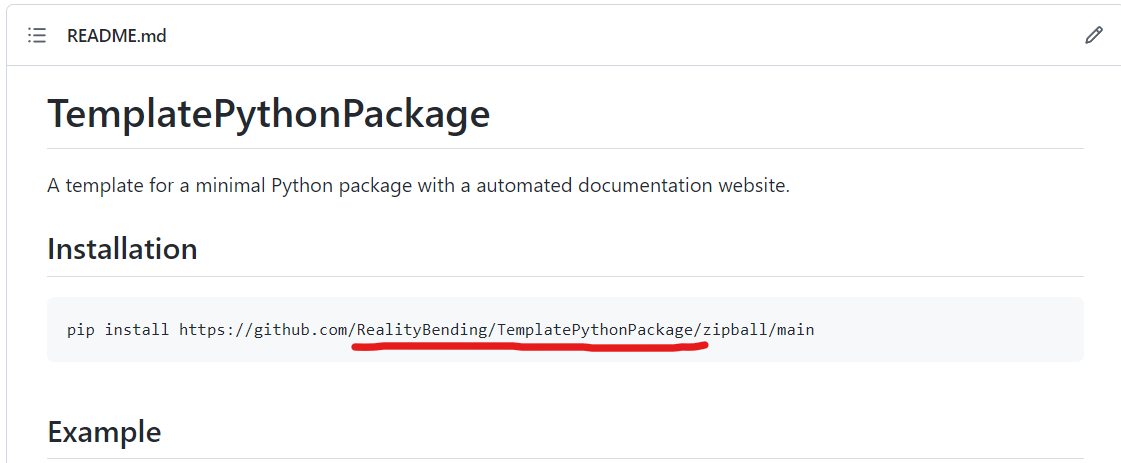 README.md
TemplatePythonPackage
A template for a minimal Python package with a automated documentation website.
Installation
pip install https://github.com/RealityBending/TemplatePythonPackage/zipball/main
Example